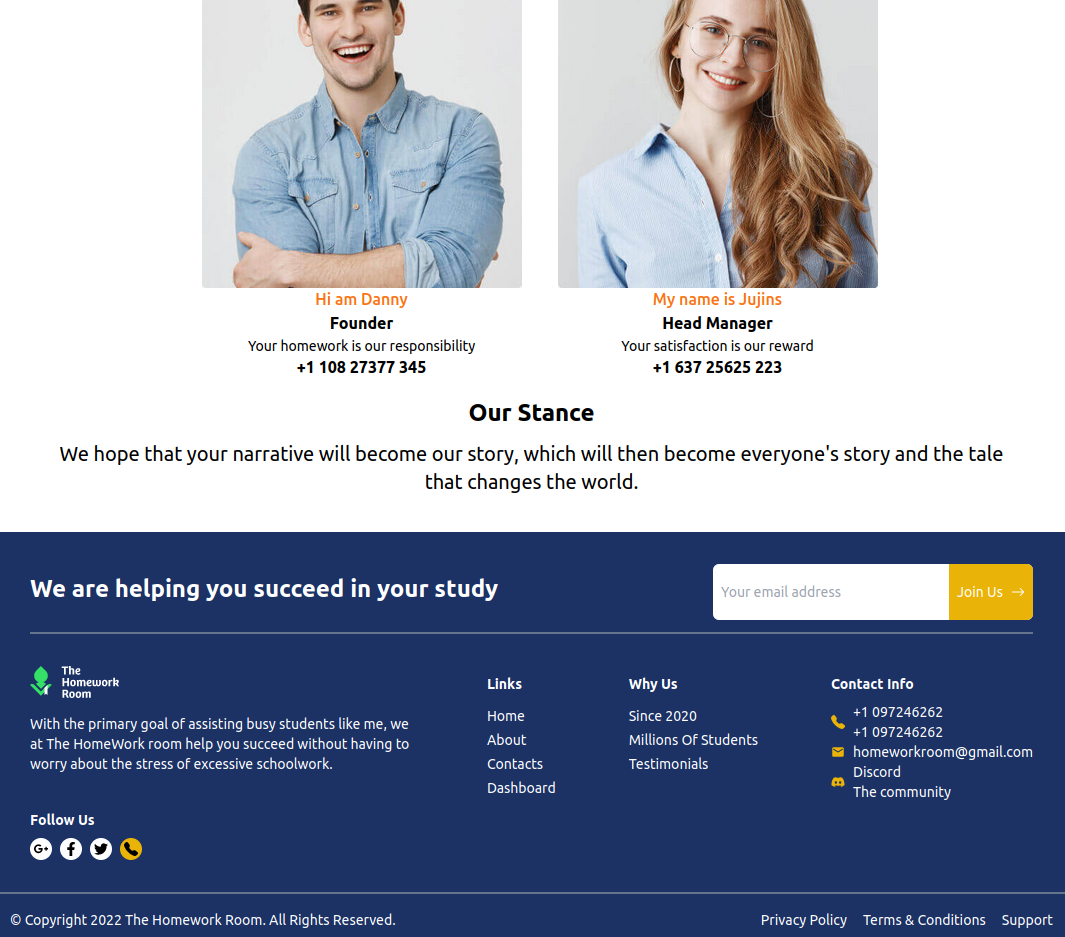 Hi am Danny
Founder
Your homework is our responsibility
+1 108 27377 345
My name is Jujins
Head Manager
Your satisfaction is our reward
+1 637 25625 223
Our Stance
We hope that your narrative will become our story, which will then become everyone's story and the tale
that changes the world.
We are helping you succeed in your study
Your email address
Join Us
The
Homework
Room
With the primary goal of assisting busy students like me, we
at The HomeWork room help you succeed without having to
worry about the stress of excessive schoolwork.
Follow Us
G+
Links
Home
About
Contacts
Dashboard
Why Us
Since 2020
Millions Of Students
Testimonials
Contact Info
+1 097246262
+1 097246262
homeworkroom@gmail.com
Discord
The community
© Copyright 2022 The Homework Room. All Rights Reserved.
Privacy Policy
Terms & Conditions
Support